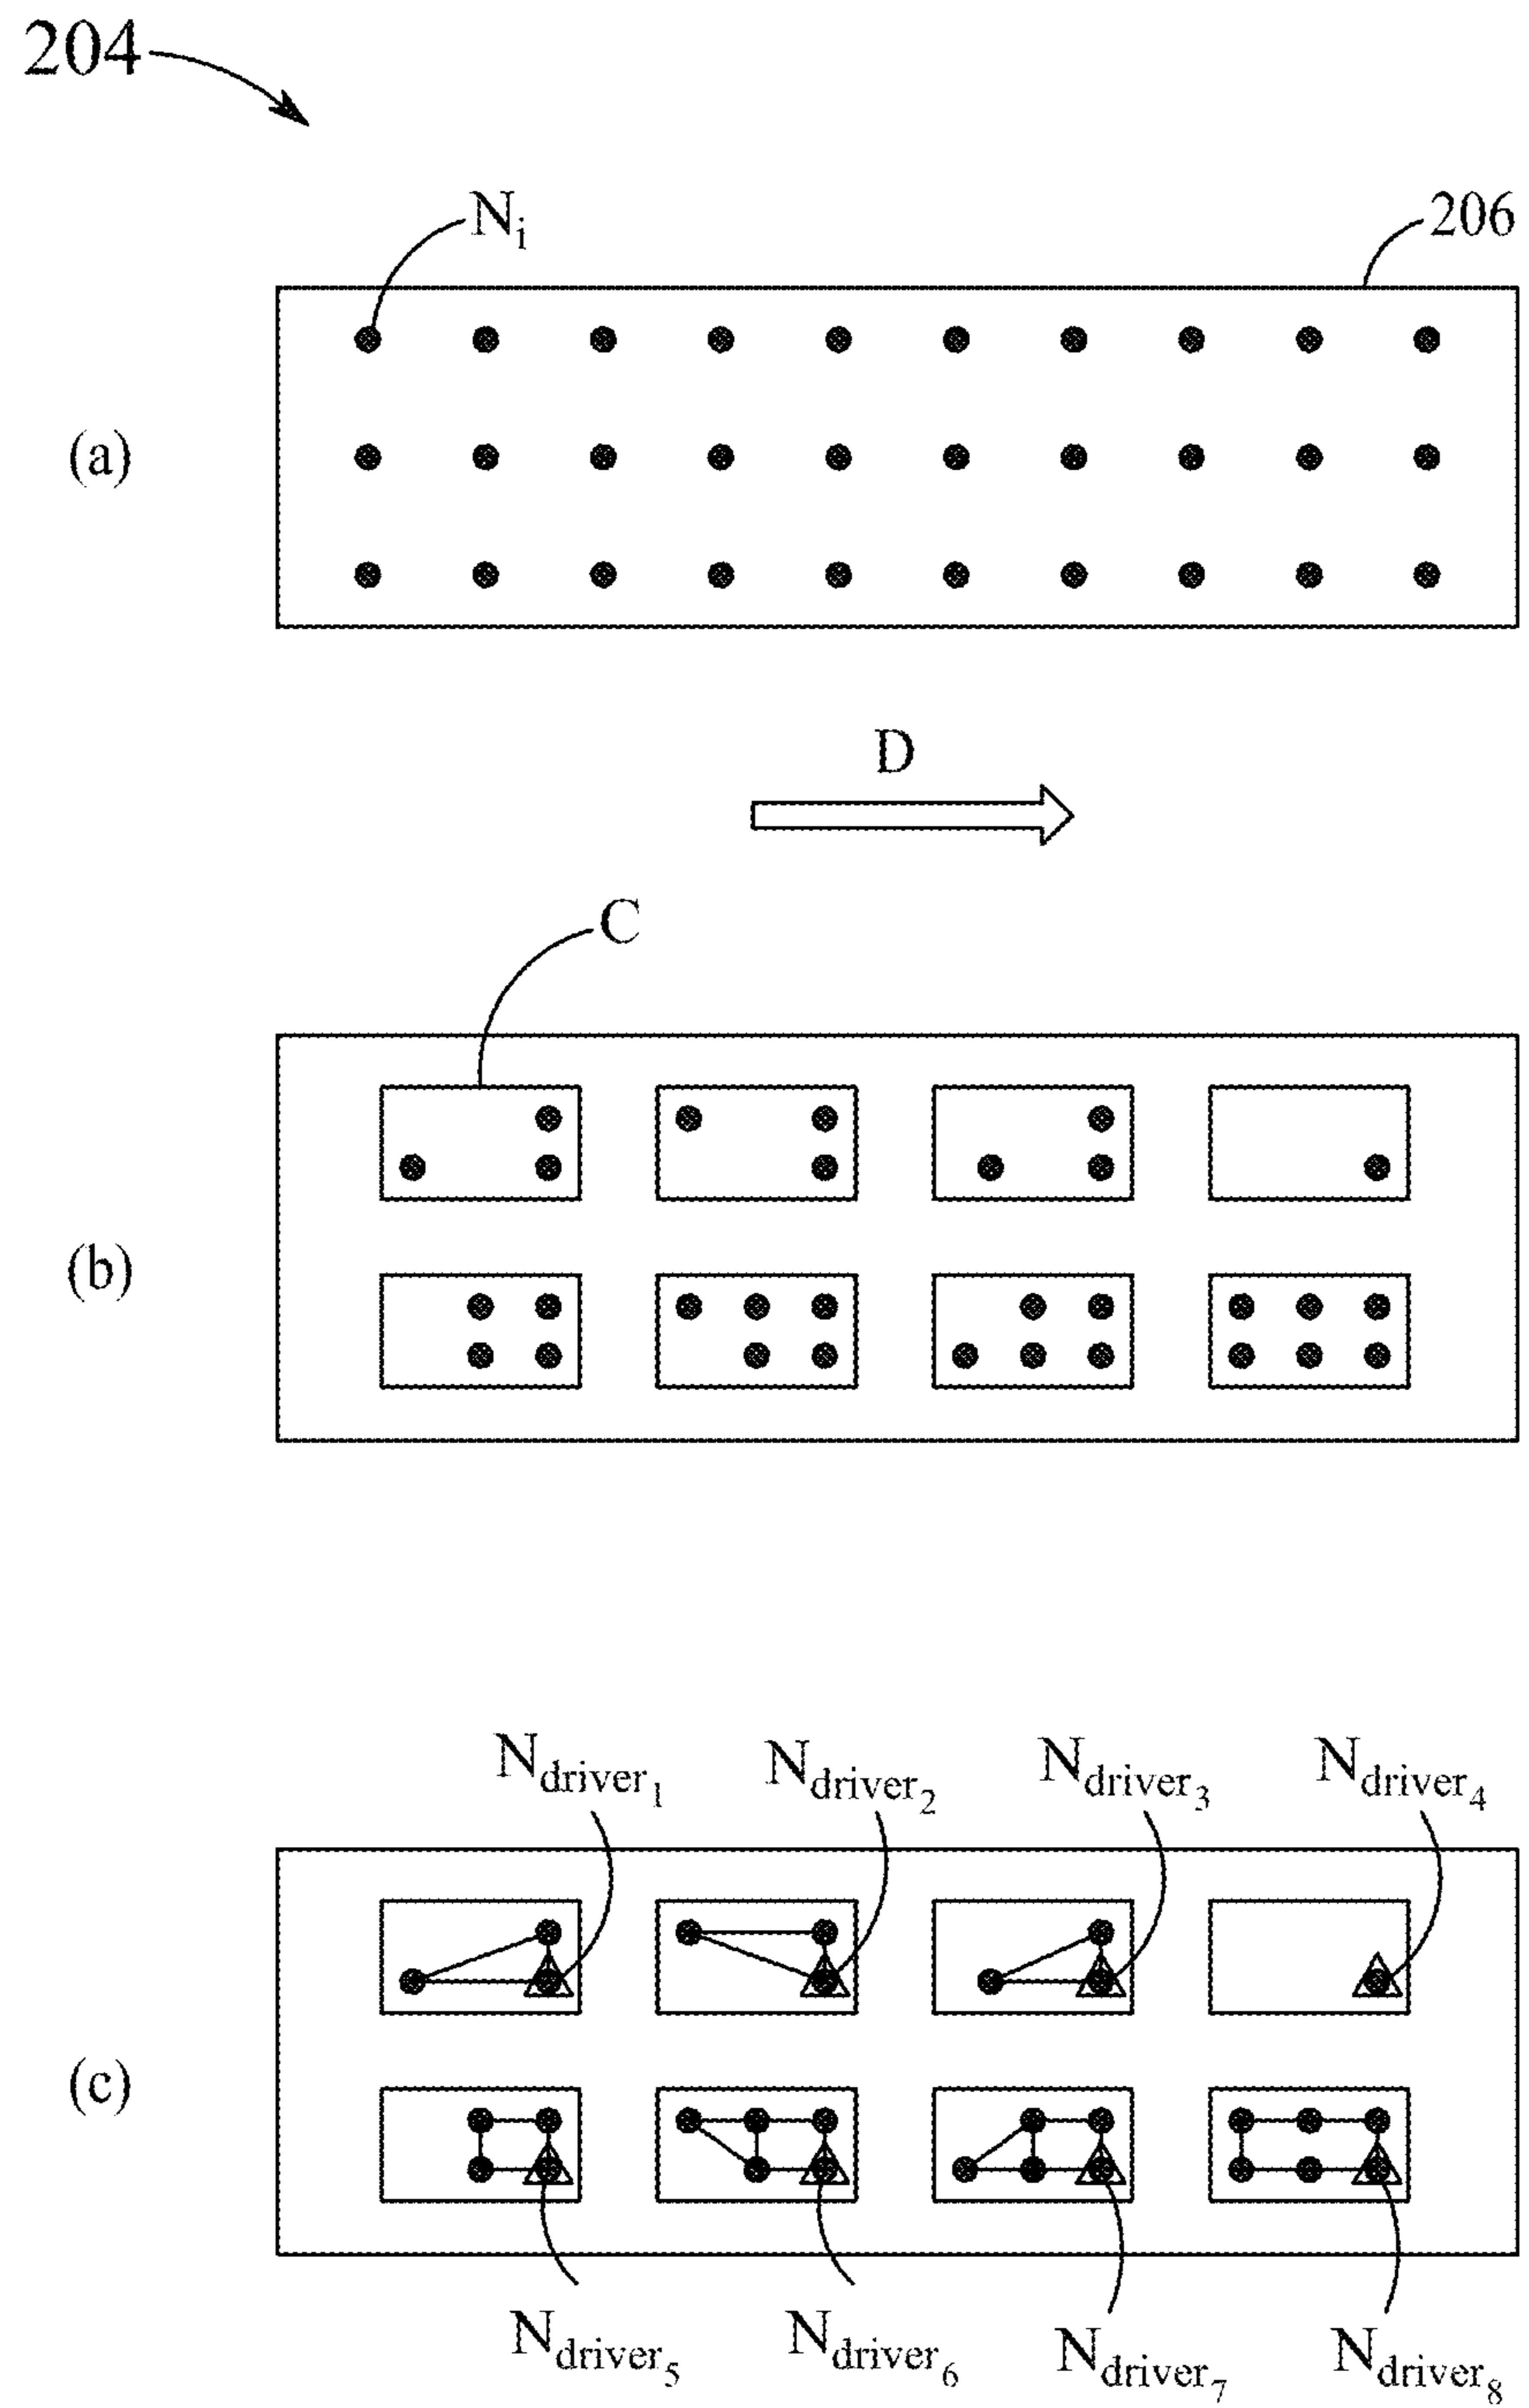 204
N_i
206
(a)
D
C
(b)
N_driver_1 N_driver_2 N_driver_3 N_driver_4
(c)
N_driver_5 N_driver_6 N_driver_7 N_driver_8